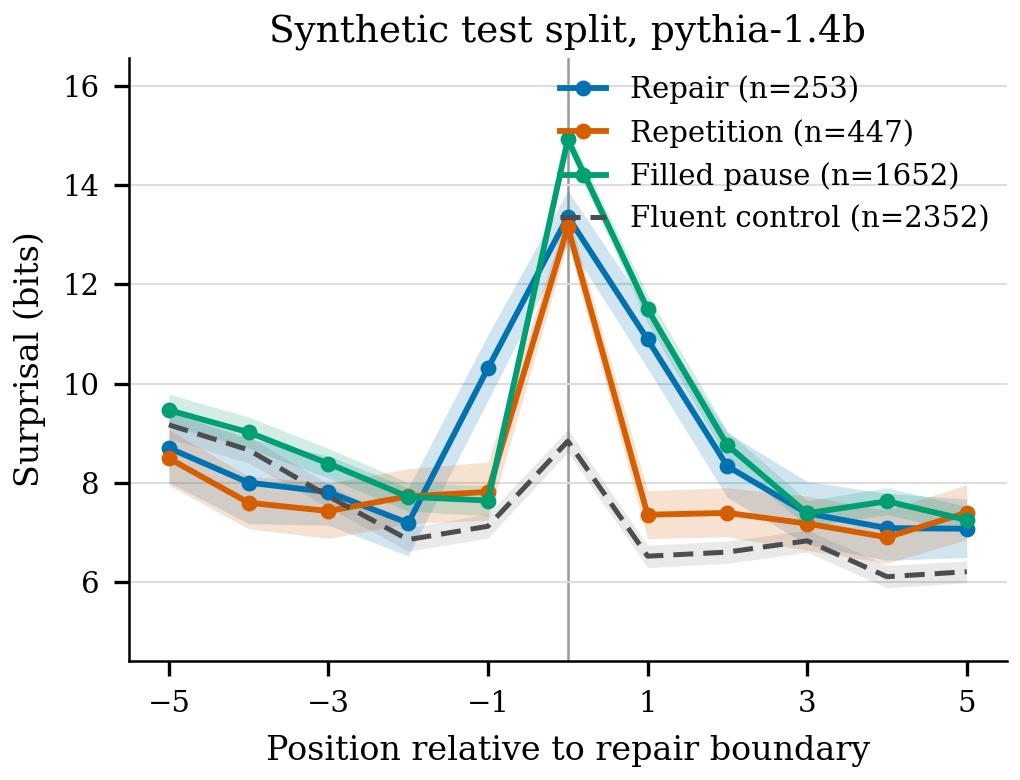 Synthetic test split, pythia-1.4b
Repair (n=253)
Repetition (n=447)
Filled pause (n=1652)
Fluent control (n=2352)
Surprisal (bits)
16
14
12
10
8
6
−5 −3 −1 1 3 5
Position relative to repair boundary